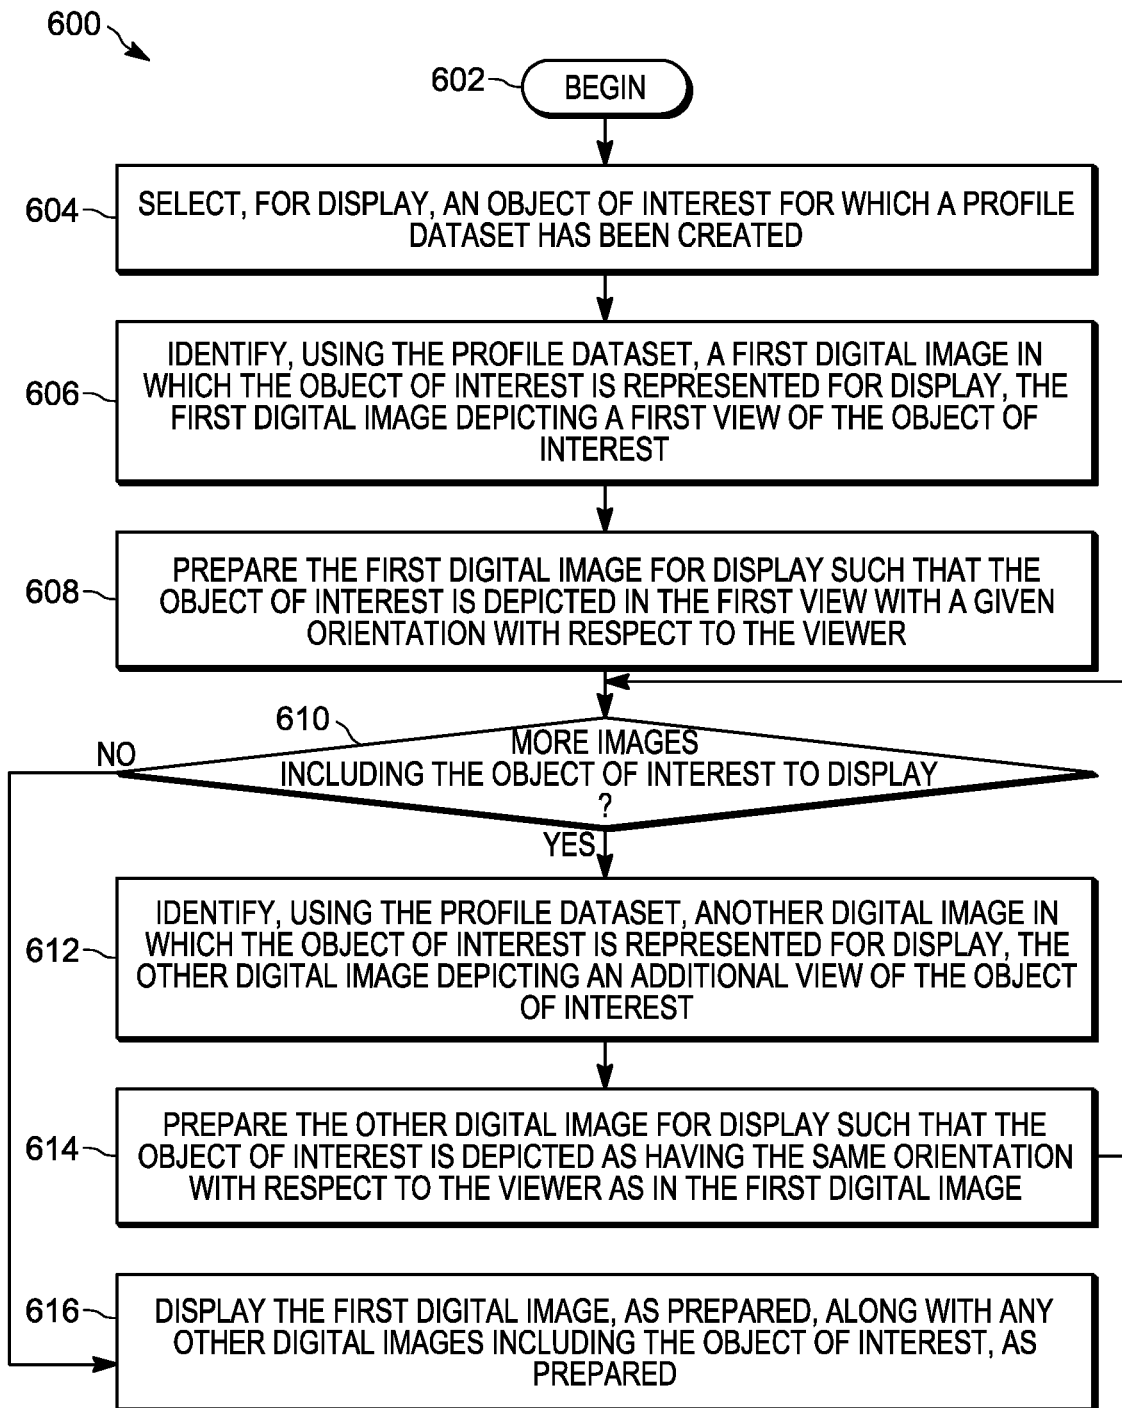 600
602
BEGIN
604
SELECT, FOR DISPLAY, AN OBJECT OF INTEREST FOR WHICH A PROFILE
DATASET HAS BEEN CREATED
606
IDENTIFY, USING THE PROFILE DATASET, A FIRST DIGITAL IMAGE IN
WHICH THE OBJECT OF INTEREST IS REPRESENTED FOR DISPLAY, THE
FIRST DIGITAL IMAGE DEPICTING A FIRST VIEW OF THE OBJECT OF
INTEREST
608
PREPARE THE FIRST DIGITAL IMAGE FOR DISPLAY SUCH THAT THE
OBJECT OF INTEREST IS DEPICTED IN THE FIRST VIEW WITH A GIVEN
ORIENTATION WITH RESPECT TO THE VIEWER
610
NO
MORE IMAGES
INCLUDING THE OBJECT OF INTEREST TO DISPLAY
?
YES
612
IDENTIFY, USING THE PROFILE DATASET, ANOTHER DIGITAL IMAGE IN
WHICH THE OBJECT OF INTEREST IS REPRESENTED FOR DISPLAY, THE
OTHER DIGITAL IMAGE DEPICTING AN ADDITIONAL VIEW OF THE OBJECT
OF INTEREST
614
PREPARE THE OTHER DIGITAL IMAGE FOR DISPLAY SUCH THAT THE
OBJECT OF INTEREST IS DEPICTED AS HAVING THE SAME ORIENTATION
WITH RESPECT TO THE VIEWER AS IN THE FIRST DIGITAL IMAGE
616
DISPLAY THE FIRST DIGITAL IMAGE, AS PREPARED, ALONG WITH ANY
OTHER DIGITAL IMAGES INCLUDING THE OBJECT OF INTEREST, AS
PREPARED